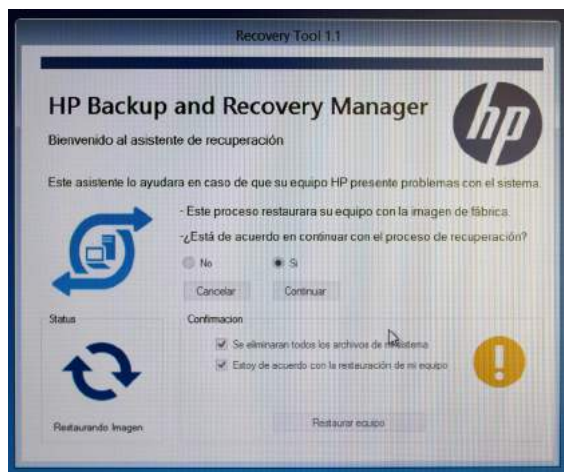 Recovery Tool 1.1
HP Backup and Recovery Manager
hp
Bienvenido al asistente de recuperación
Este asistente lo ayudara en caso de que su equipo HP presente problemas con el sistema.
- Este proceso restaurara su equipo con la imagen de fábrica.
-¿Está de acuerdo en continuar con el proceso de recuperación?
No
Si
Cancelar
Continuar
Status
Confirmacion
Se eliminaran todos los archivos de mi sistema
Estoy de acuerdo con la restauración de mi equipo
Restaurando Imagen
Restaurar equipo